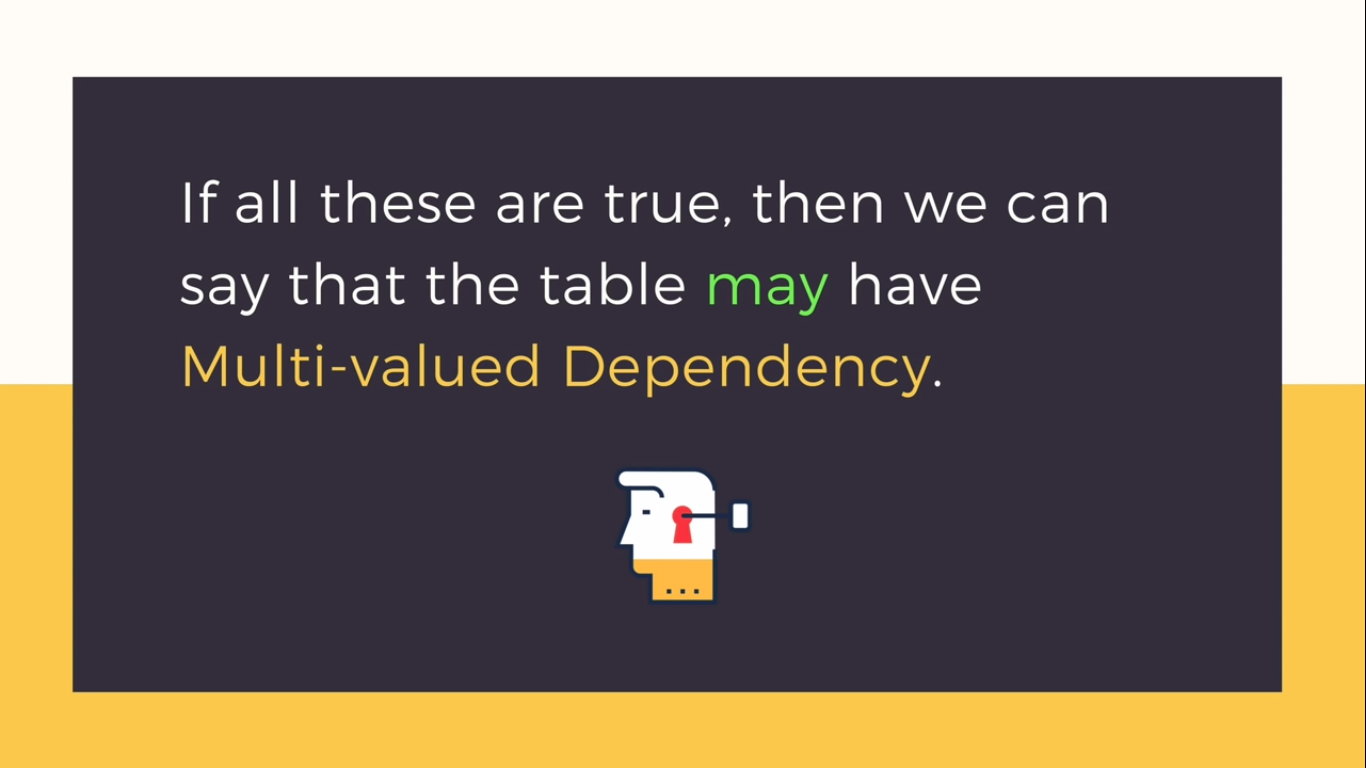 If all these are true, then we can
say that the table may have
Multi-valued Dependency.